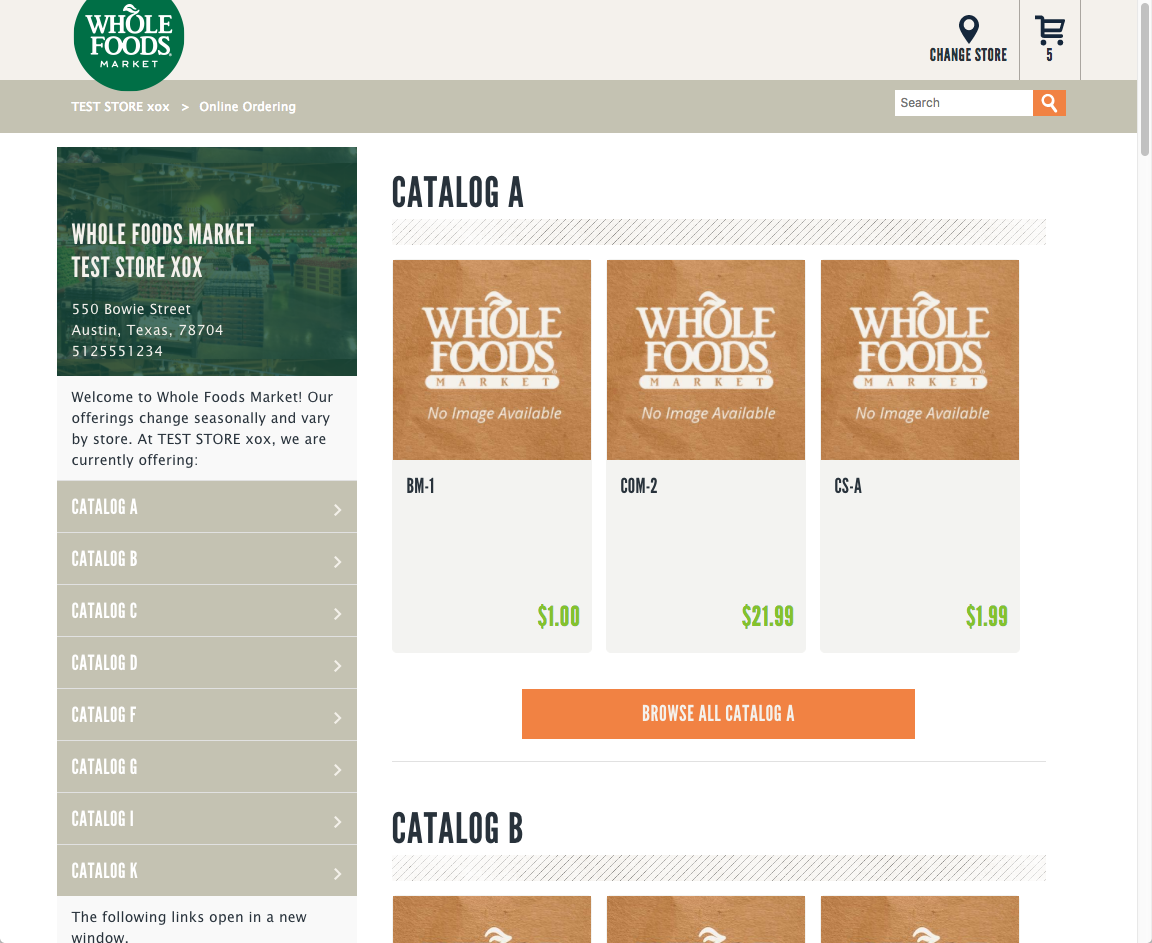 WHOLE
FOODS
MARKET
CHANGE STORE
5
TEST STORE xox > Online Ordering
Search
WHOLE FOODS MARKET
TEST STORE XOX
550 Bowie Street
Austin, Texas, 78704
5125551234
Welcome to Whole Foods Market! Our
offerings change seasonally and vary
by store. At TEST STORE xox, we are
currently offering:
CATALOG A
CATALOG B
CATALOG C
CATALOG D
CATALOG F
CATALOG G
CATALOG I
CATALOG K
The following links open in a new
window.
CATALOG A
WHOLE
FOODS
MARKET
No Image Available
BM-1
$1.00
WHOLE
FOODS
MARKET
No Image Available
COM-2
$21.99
WHOLE
FOODS
MARKET
No Image Available
CS-A
$1.99
BROWSE ALL CATALOG A
CATALOG B